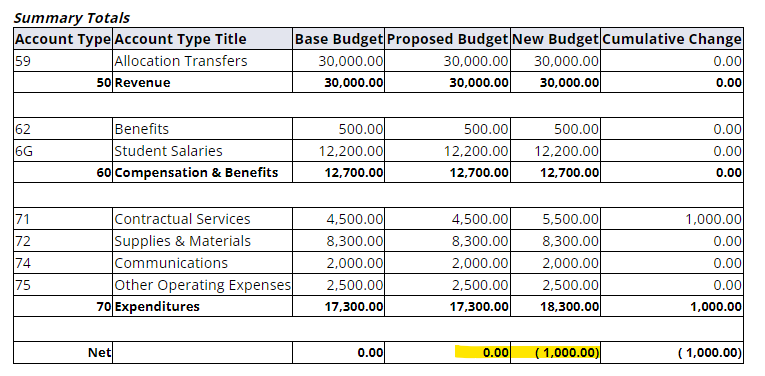 Summary Totals
Account Type Account Type Title Base Budget Proposed Budget New Budget Cumulative Change
59 Allocation Transfers 30,000.00 30,000.00 30,000.00 0.00
50 Revenue 30,000.00 30,000.00 30,000.00 0.00
62 Benefits 500.00 500.00 500.00 0.00
6G Student Salaries 12,200.00 12,200.00 12,200.00 0.00
60 Compensation & Benefits 12,700.00 12,700.00 12,700.00 0.00
71 Contractual Services 4,500.00 4,500.00 5,500.00 1,000.00
72 Supplies & Materials 8,300.00 8,300.00 8,300.00 0.00
74 Communications 2,000.00 2,000.00 2,000.00 0.00
75 Other Operating Expenses 2,500.00 2,500.00 2,500.00 0.00
70 Expenditures 17,300.00 17,300.00 18,300.00 1,000.00
Net 0.00 0.00 ( 1,000.00) ( 1,000.00)